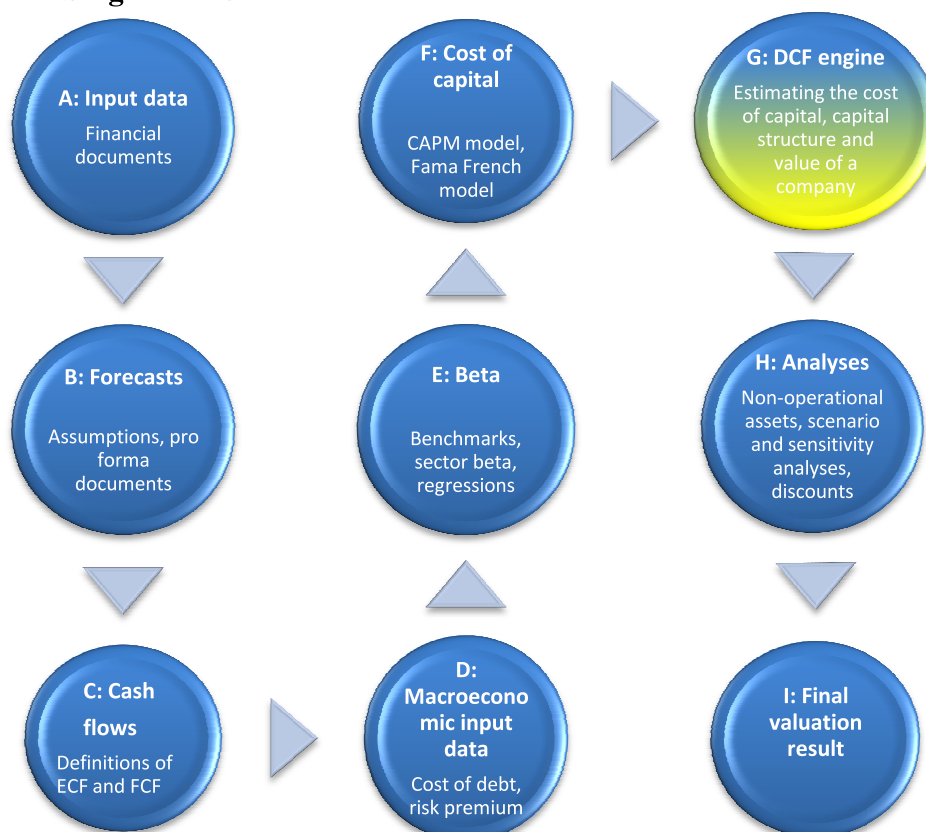 A: Input data
Financial
documents
B: Forecasts
Assumptions, pro
forma
documents
C: Cash
flows
Definitions of
ECF and FCF
D:
Macroecono
mic input
data
Cost of debt,
risk premium
E: Beta
Benchmarks,
sector beta,
regressions
F: Cost of
capital
CAPM model,
Fama French
model
G: DCF engine
Estimating the cost
of capital, capital
structure and
value of a
company
H: Analyses
Non-operational
assets, scenario
and sensitivity
analyses,
discounts
I: Final
valuation
result